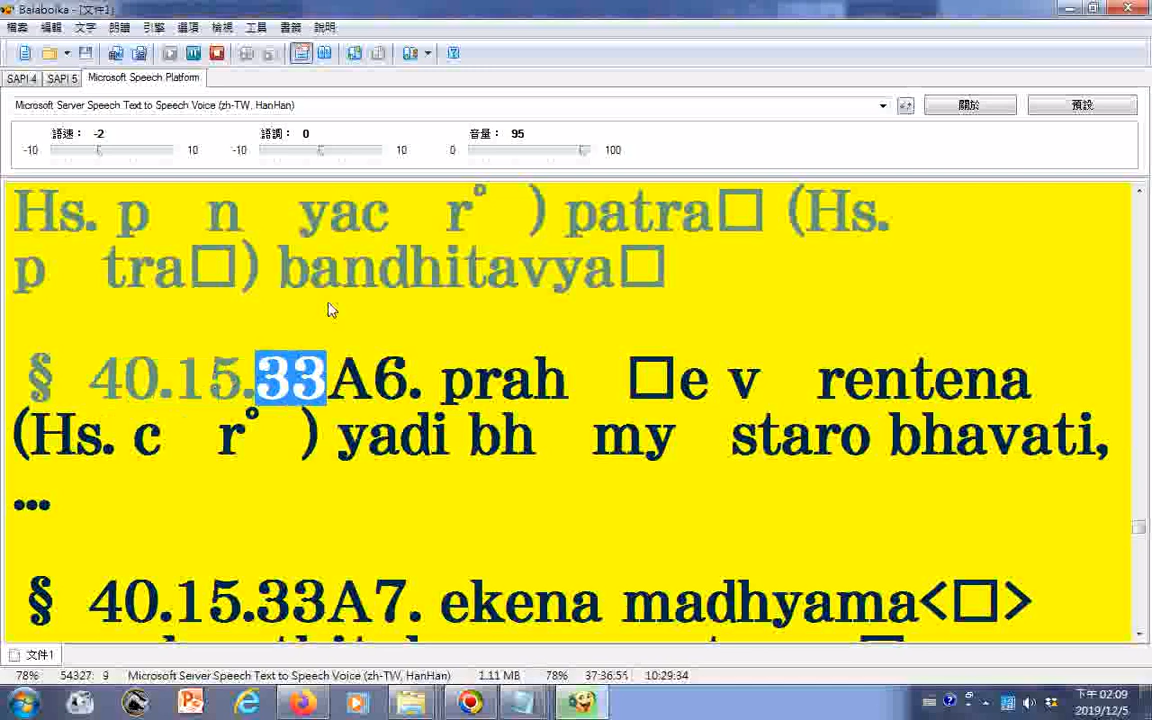 Balabolka - [文件1]
檔案 編輯 文字 朗讀 引擎 選項 檢視 工具 書籤 說明
SAPI 4 SAPI 5 Microsoft Speech Platform
Microsoft Server Speech Text to Speech Voice (zh-TW, HanHan) 關於 預設
語速： -2 語調： 0 音量： 95
-10 10 -10 10 0 100
Hs. p n yac r° ) patra□ (Hs.
p tra□) bandhitavya□
§ 40.15.33A6. prah □e v rentena
(Hs. c r° ) yadi bh my staro bhavati,
...
§ 40.15.33A7. ekena madhyama<□>
文件1
78% 54327: 9 Microsoft Server Speech Text to Speech Voice (zh-TW, HanHan) 1.11 MB 78% 37:36:55 10:29:34
下午 02:09
2019/12/5